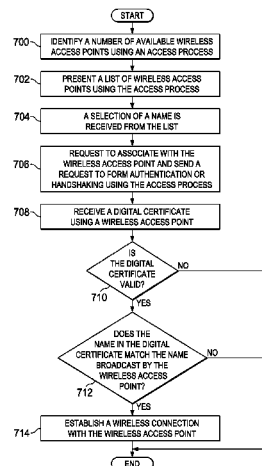 START
700
IDENTIFY A NUMBER OF AVAILABLE WIRELESS
ACCESS POINTS USING AN ACCESS PROCESS
702
PRESENT A LIST OF WIRELESS ACCESS
POINTS USING THE ACCESS PROCESS
704
A SELECTION OF A NAME IS
RECEIVED FROM THE LIST
706
REQUEST TO ASSOCIATE WITH THE
WIRELESS ACCESS POINT AND SEND A
REQUEST TO FORM AUTHENTICATION OR
HANDSHAKING USING THE ACCESS PROCESS
708
RECEIVE A DIGITAL CERTIFICATE
USING A WIRELESS ACCESS POINT
IS
THE DIGITAL
CERTIFICATE
VALID?
NO
710
YES
DOES THE
NAME IN THE DIGITAL
CERTIFICATE MATCH THE NAME
BROADCAST BY THE
WIRELESS ACCESS
POINT?
NO
712
YES
714
ESTABLISH A WIRELESS CONNECTION
WITH THE WIRELESS ACCESS POINT
END